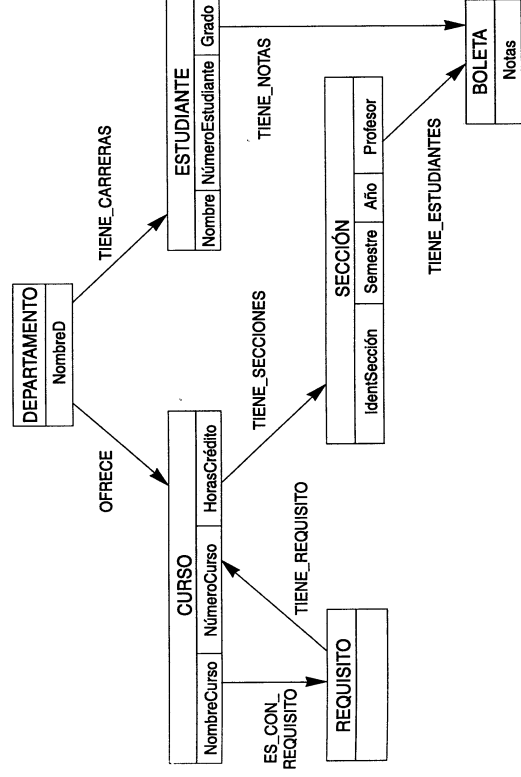 DEPARTAMENTO
NombreD
OFRECE
TIENE_CARRERAS
CURSO
NombreCurso NúmeroCurso HorasCrédito
ESTUDIANTE
Nombre NúmeroEstudiante Grado
ES_CON_
REQUISITO
TIENE_REQUISITO
TIENE_SECCIONES
TIENE_NOTAS
REQUISITO
SECCIÓN
IdentSección Semestre Año Profesor
TIENE_ESTUDIANTES
BOLETA
Notas